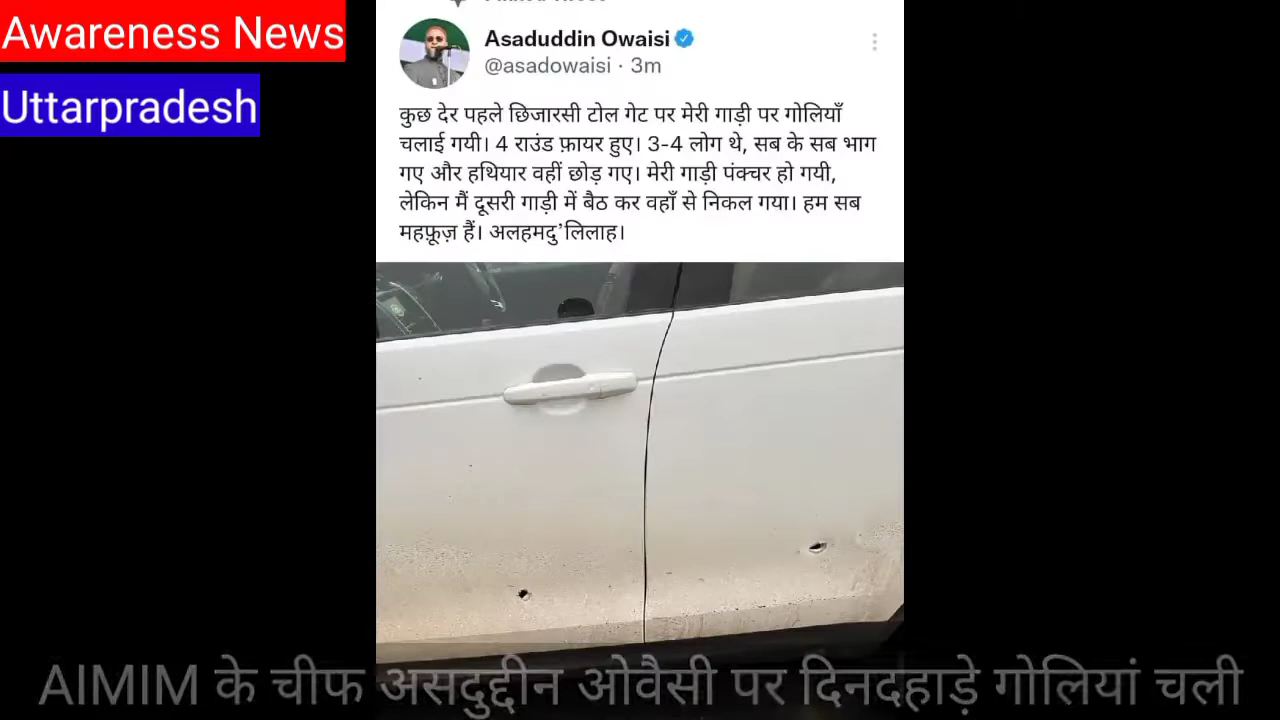 Awareness News
Uttarpradesh
Asaduddin Owaisi
@asadowaisi · 3m
कुछ देर पहले छिजारसी टोल गेट पर मेरी गाड़ी पर गोलियाँ
चलाई गयी। 4 राउंड फ़ायर हुए। 3-4 लोग थे, सब के सब भाग
गए और हथियार वहीं छोड़ गए। मेरी गाड़ी पंक्चर हो गयी,
लेकिन मैं दूसरी गाड़ी में बैठ कर वहाँ से निकल गया। हम सब
महफ़ूज़ हैं। अलहमदु’लिलाह।
AIMIM के चीफ असदुद्दीन ओवैसी पर दिनदहाड़े गोलियां चली